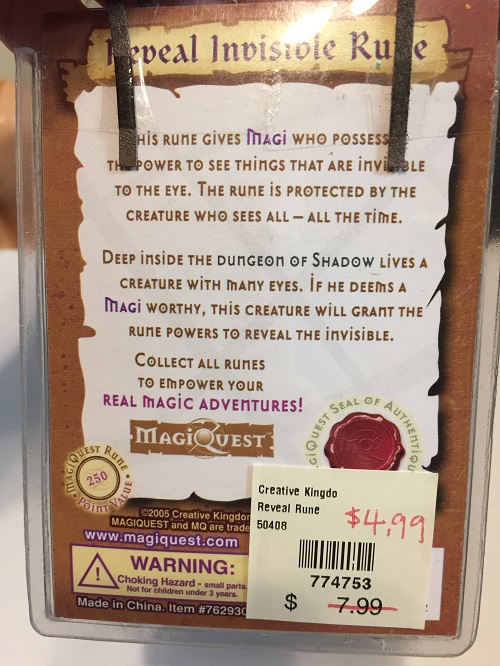 Reveal Invisible Rune
THIS RUNE GIVES MAGI WHO POSSESS
THE POWER TO SEE THINGS THAT ARE INVISIBLE
TO THE EYE. THE RUNE IS PROTECTED BY THE
CREATURE WHO SEES ALL – ALL THE TIME.
DEEP INSIDE THE DUNGEON OF SHADOW LIVES A
CREATURE WITH MANY EYES. IF HE DEEMS A
MAGI WORTHY, THIS CREATURE WILL GRANT THE
RUNE POWERS TO REVEAL THE INVISIBLE.
COLLECT ALL RUNES
TO EMPOWER YOUR
REAL MAGIC ADVENTURES!
MAGIQUEST
MAGIQUEST RUNE
250
POINT VALUE
SEAL OF
©2005 Creative
MAGIQUEST and MQ are
www.magiquest.com
WARNING:
Choking Hazard - small parts.
Not for children under 3 years.
Made in China. Item #76293
Creative Kingdo
Reveal Rune
50408
$4.99
774753
$ 7.99